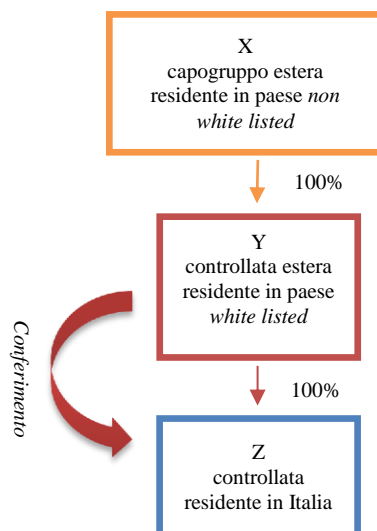 X
capogruppo estera
residente in paese non
white listed
100%
Y
controllata estera
residente in paese
white listed
Conferimento
100%
Z
controllata
residente in Italia